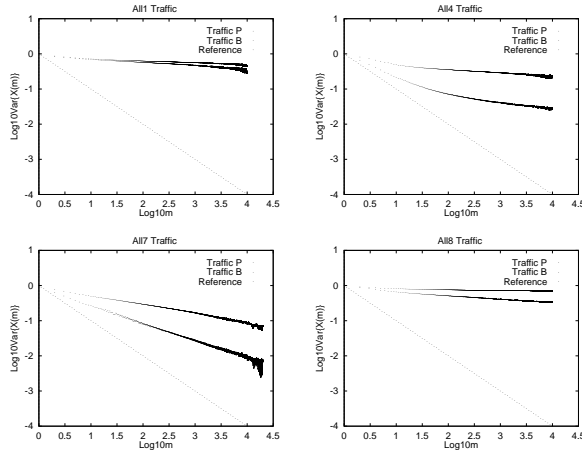 All1 Traffic
Log10Var(X(m))
1
0
-1
-2
-3
-4
Traffic P
Traffic B
Reference
0 0.5 1 1.5 2 2.5 3 3.5 4 4.5
Log10m
All4 Traffic
Log10Var(X(m))
1
0
-1
-2
-3
-4
Traffic P
Traffic B
Reference
0 0.5 1 1.5 2 2.5 3 3.5 4 4.5
Log10m
All7 Traffic
Log10Var(X(m))
1
0
-1
-2
-3
-4
Traffic P
Traffic B
Reference
0 0.5 1 1.5 2 2.5 3 3.5 4 4.5
Log10m
All8 Traffic
Log10Var(X(m))
1
0
-1
-2
-3
-4
Traffic P
Traffic B
Reference
0 0.5 1 1.5 2 2.5 3 3.5 4 4.5
Log10m